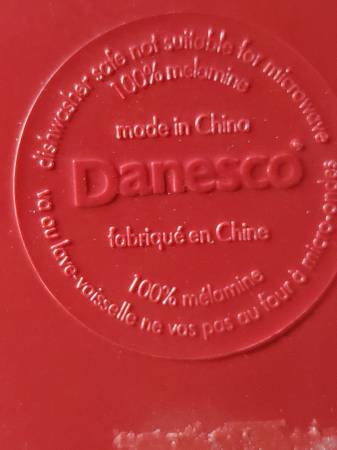 dishwasher safe not suitable for microwave
100% melamine
made in China
Danesco®
fabriqué en Chine
100% mélamine
va au lave-vaisselle ne vas pas au four à micro-ondes